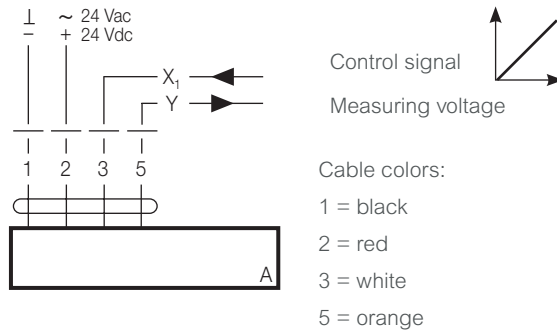 ⊥ ~ 24 Vac
− + 24 Vdc
X₁
Y
Control signal
Measuring voltage
1 2 3 5
A
Cable colors:
1 = black
2 = red
3 = white
5 = orange